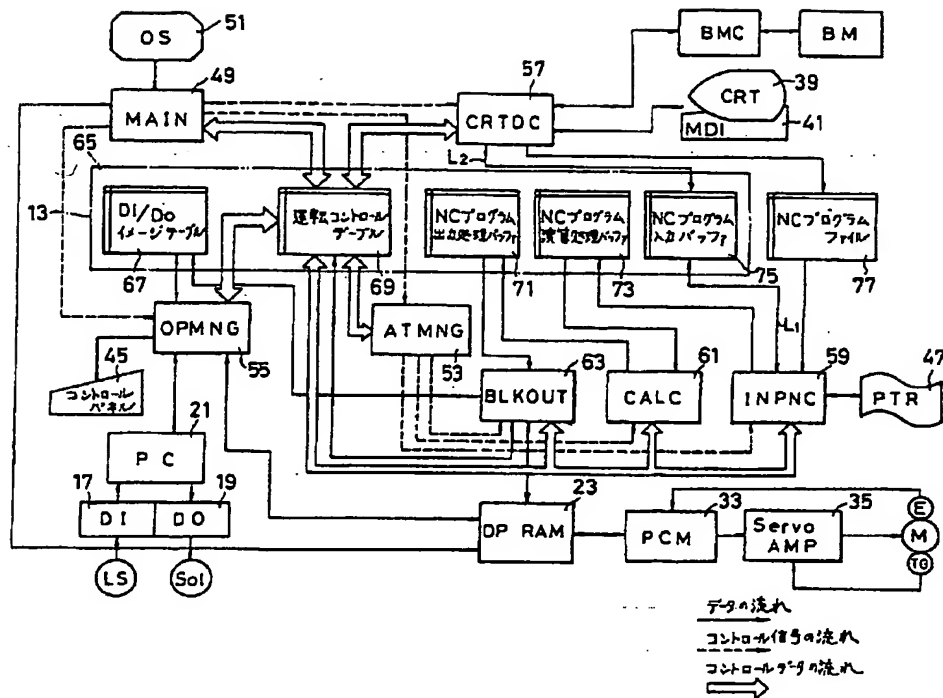 51
OS
49
MAIN
57
CRTDC
BMC
BM
CRT
39
MDI
41
L2
65
13
DI/Do
イメージテーブル
67
運転コントロール
テーブル
69
NCプログラム
出力処理バッファ
71
NCプログラム
演算処理バッファ
73
NCプログラム
入力バッファ
75
NCプログラム
ファイル
77
L1
OPMNG
55
ATMNG
53
45
コントロール
パネル
21
PC
63
BLKOUT
61
CALC
59
INPNC
47
PTR
17
DI
DO
19
LS
Sol
23
DP RAM
33
PCM
35
Servo
AMP
E
M
TG
データの流れ
コントロール信号の流れ
コントロールデータの流れ